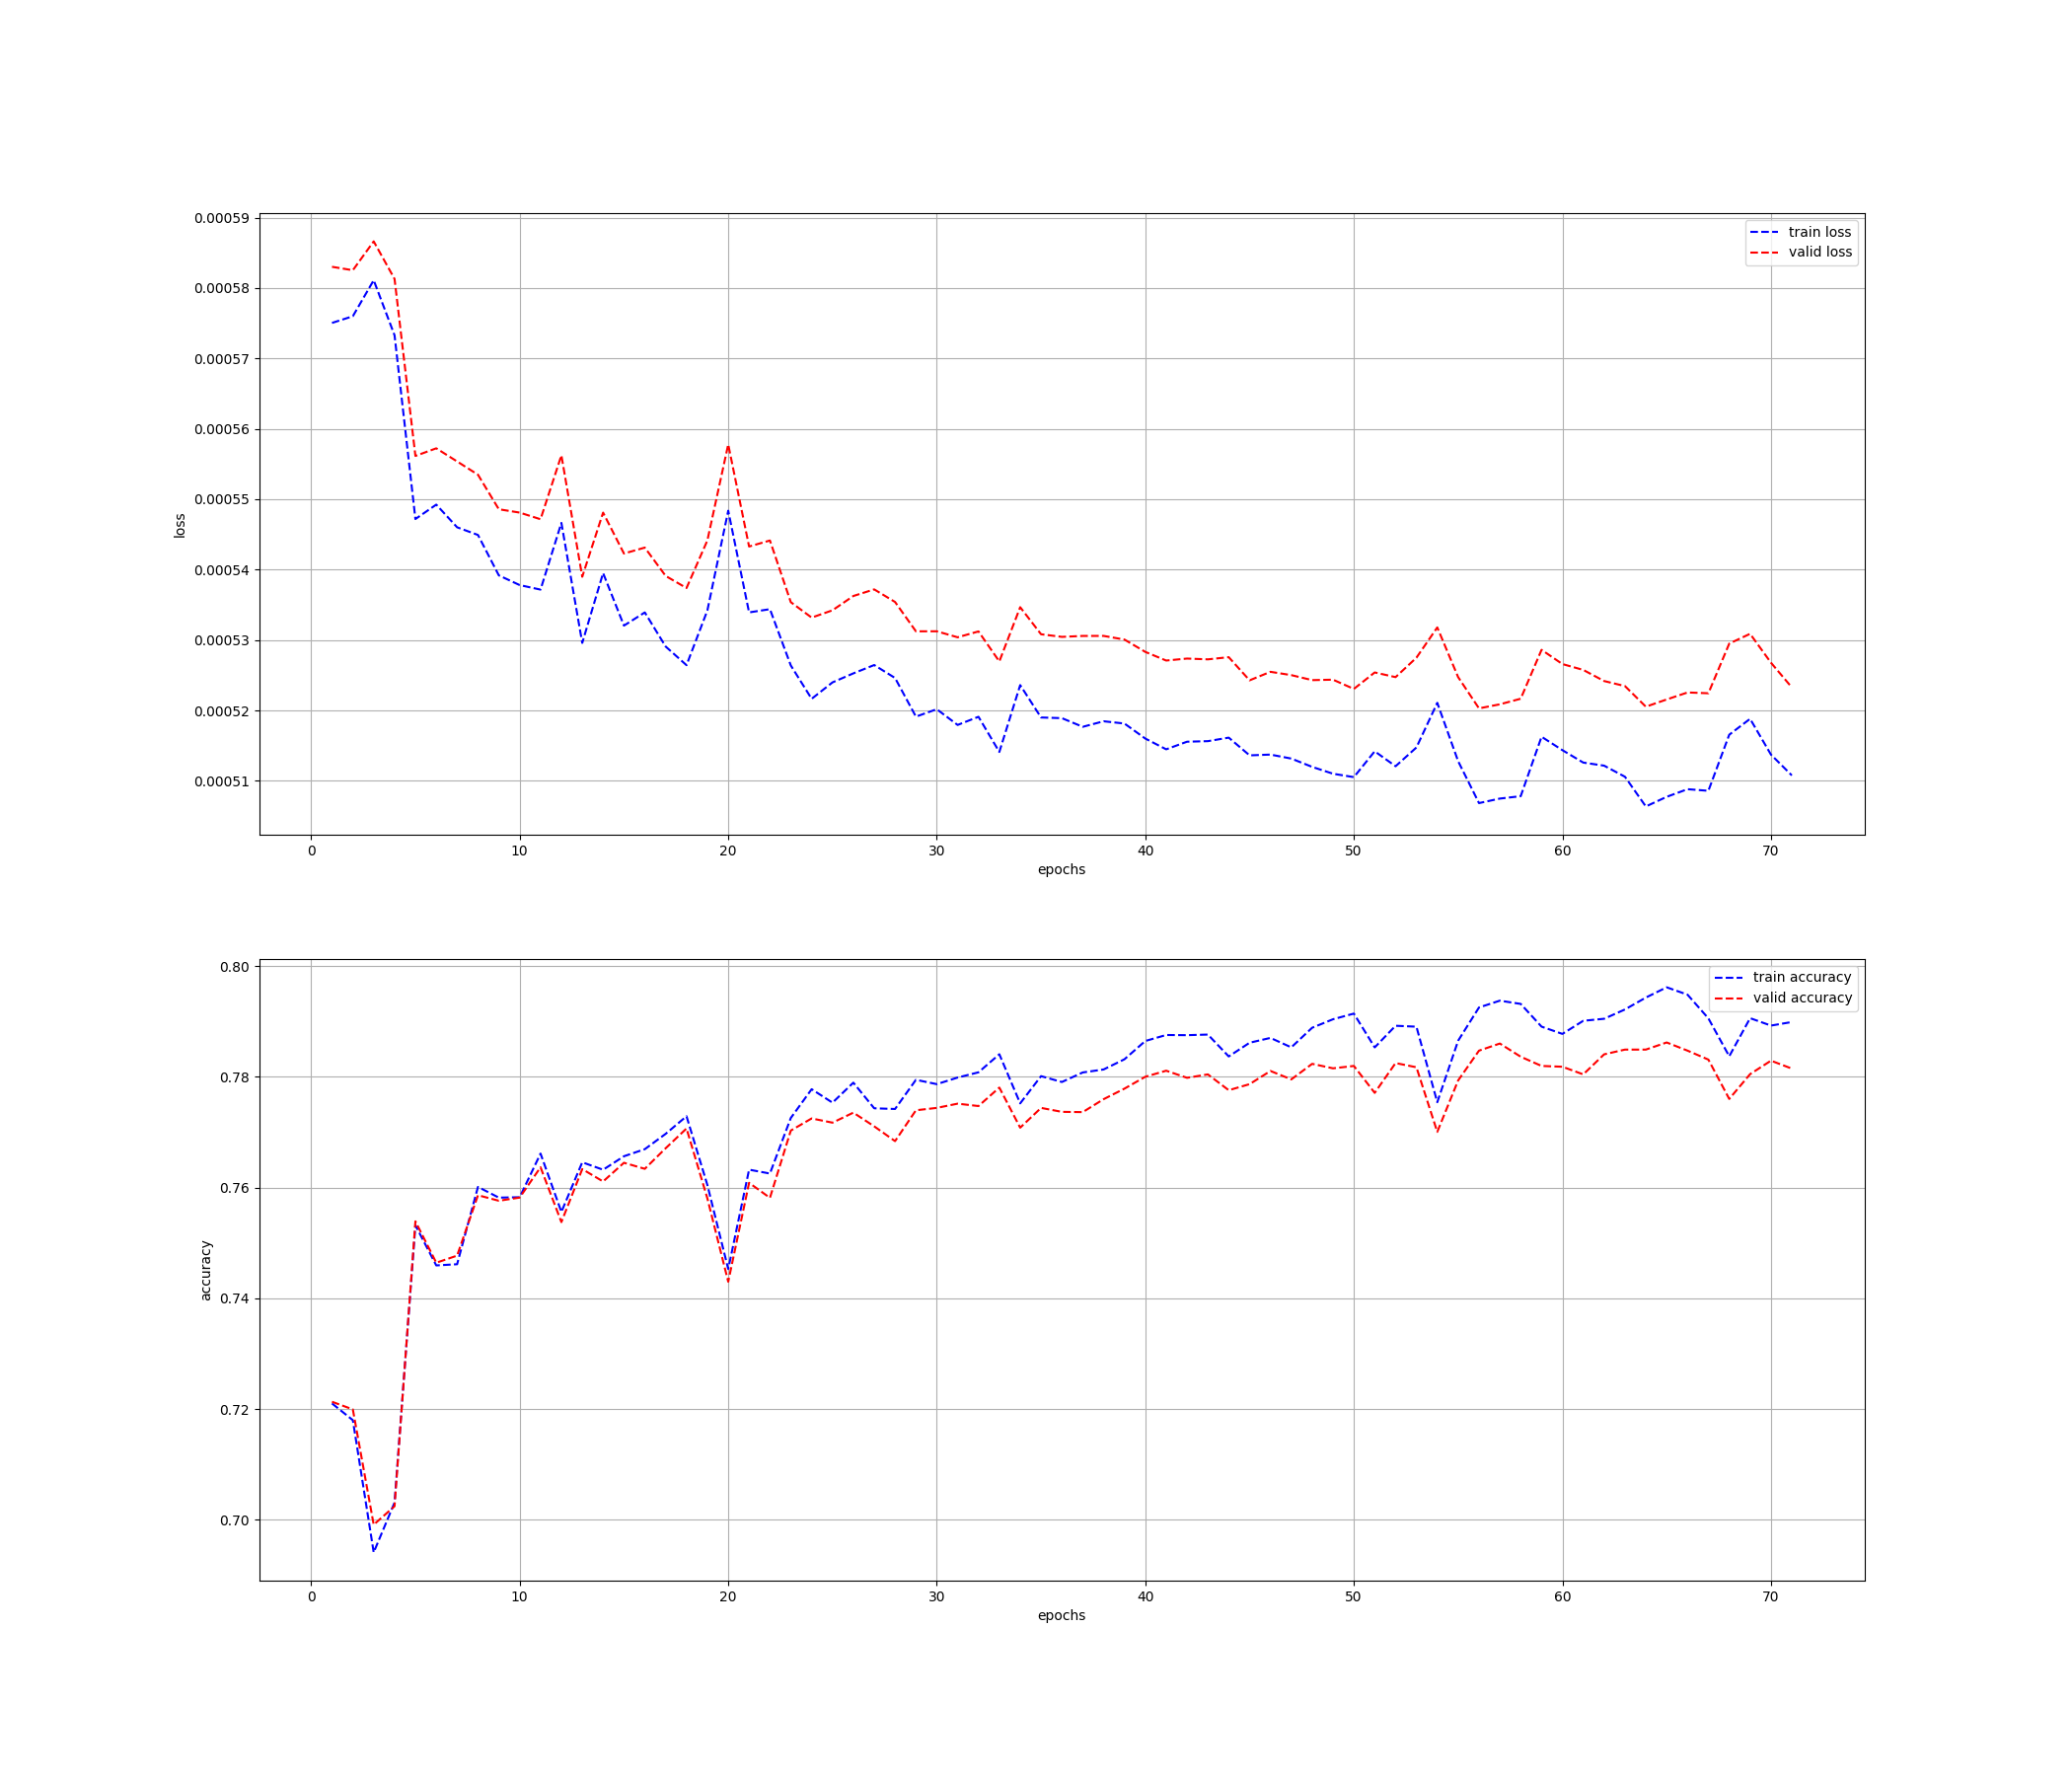 0.00059
0.00058
0.00057
0.00056
0.00055
0.00054
0.00053
0.00052
0.00051
loss
train loss
valid loss
0 10 20 30 40 50 60 70
epochs
0.80
0.78
0.76
0.74
0.72
0.70
accuracy
train accuracy
valid accuracy
0 10 20 30 40 50 60 70
epochs